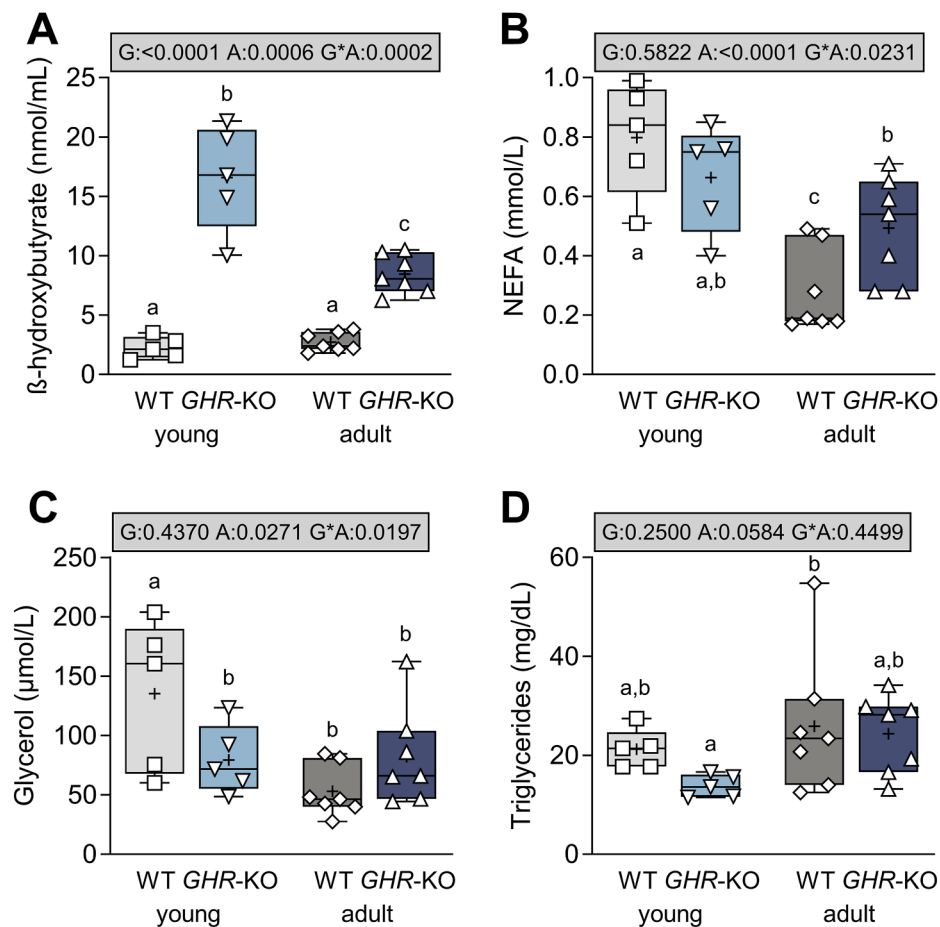 A
G:<0.0001 A:0.0006 G*A:0.0002
ß-hydroxybutyrate (nmol/mL)
25
20
15
10
5
0
a
b
a
c
WT GHR-KO WT GHR-KO
young adult
B
G:0.5822 A:<0.0001 G*A:0.0231
NEFA (mmol/L)
1.0
0.8
0.6
0.4
0.2
0.0
a
a,b
c
b
WT GHR-KO WT GHR-KO
young adult
C
G:0.4370 A:0.0271 G*A:0.0197
Glycerol (µmol/L)
250
200
150
100
50
0
a
b
b
b
WT GHR-KO WT GHR-KO
young adult
D
G:0.2500 A:0.0584 G*A:0.4499
Triglycerides (mg/dL)
60
40
20
0
a,b
a
b
a,b
WT GHR-KO WT GHR-KO
young adult